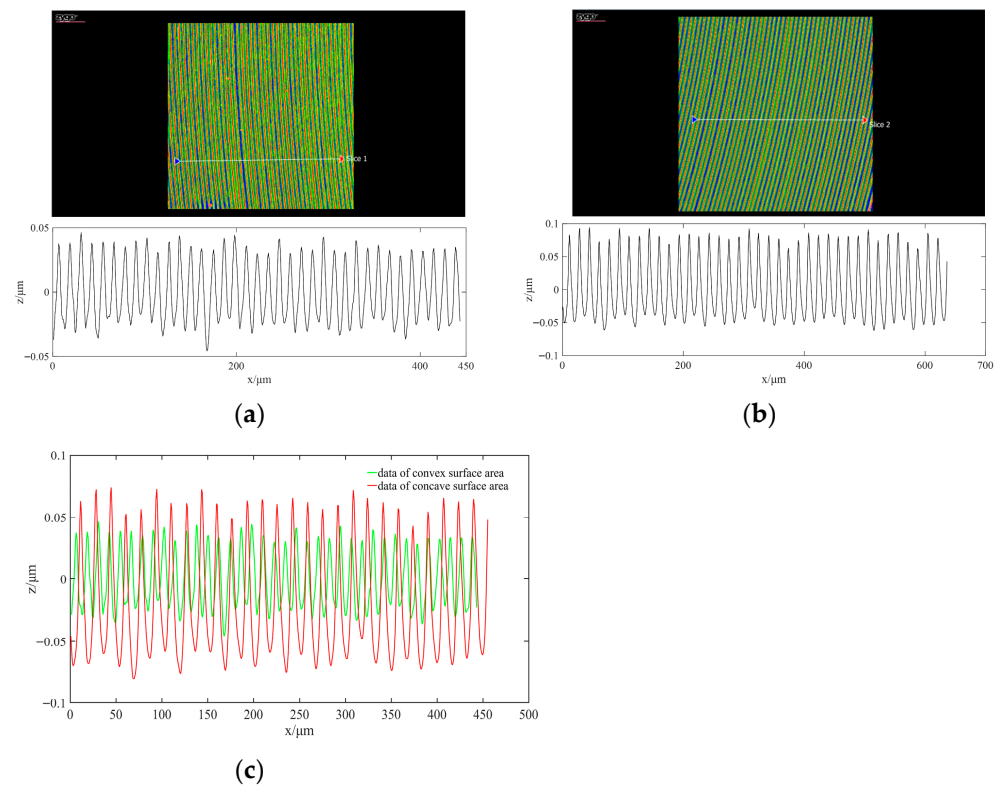 zygo
zygo
Slice 1
Slice 2
0.05
0
−0.05
z/μm
200
400
450
x/μm
0.1
0.05
0
−0.05
−0.1
z/μm
0
200
400
600
700
x/μm
(a)
(b)
0.1
0.05
0
−0.05
−0.1
z/μm
data of convex surface area
data of concave surface area
0 50 100 150 200 250 300 350 400 450 500
x/μm
(c)